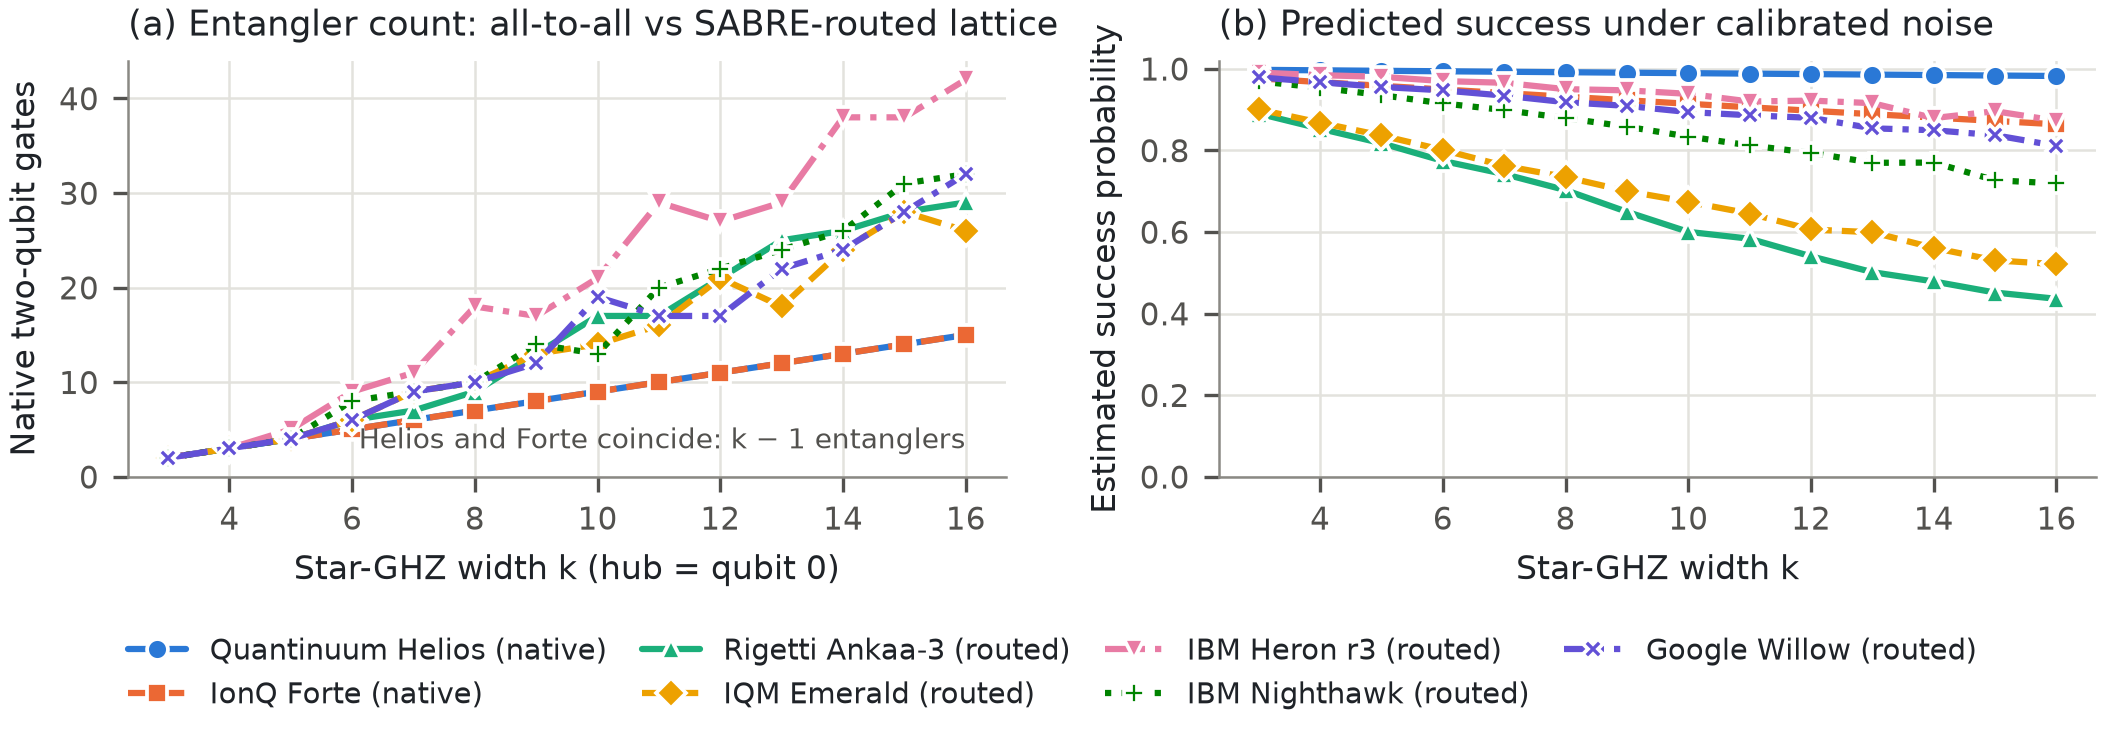 (a) Entangler count: all-to-all vs SABRE-routed lattice
Native two-qubit gates
40
30
20
10
0
Helios and Forte coincide: k − 1 entanglers
4 6 8 10 12 14 16
Star-GHZ width k (hub = qubit 0)
(b) Predicted success under calibrated noise
Estimated success probability
1.0
0.8
0.6
0.4
0.2
0.0
4 6 8 10 12 14 16
Star-GHZ width k
Quantinuum Helios (native)
IonQ Forte (native)
Rigetti Ankaa-3 (routed)
IQM Emerald (routed)
IBM Heron r3 (routed)
IBM Nighthawk (routed)
Google Willow (routed)